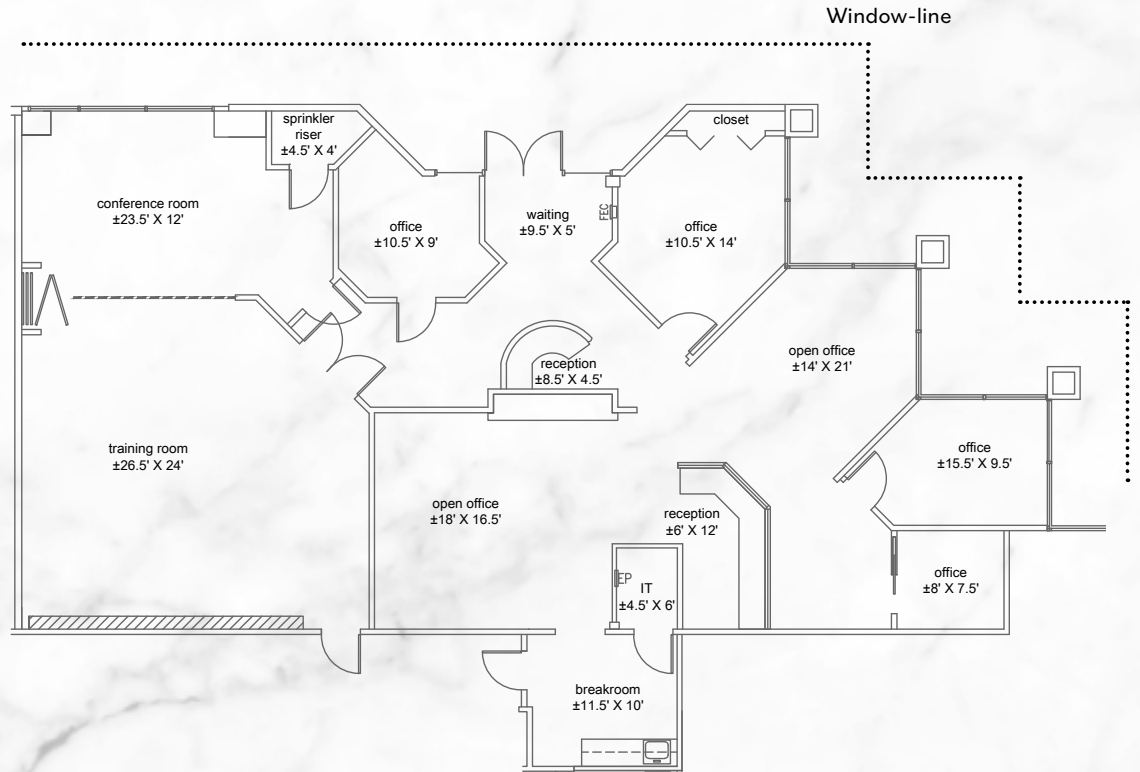 Window-line
sprinkler
riser
±4.5' X 4'
closet
conference room
±23.5' X 12'
office
±10.5' X 9'
waiting
±9.5' X 5'
FEC
office
±10.5' X 14'
open office
±14' X 21'
reception
±8.5' X 4.5'
training room
±26.5' X 24'
office
±15.5' X 9.5'
open office
±18' X 16.5'
reception
±6' X 12'
EP
IT
±4.5' X 6'
office
±8' X 7.5'
breakroom
±11.5' X 10'